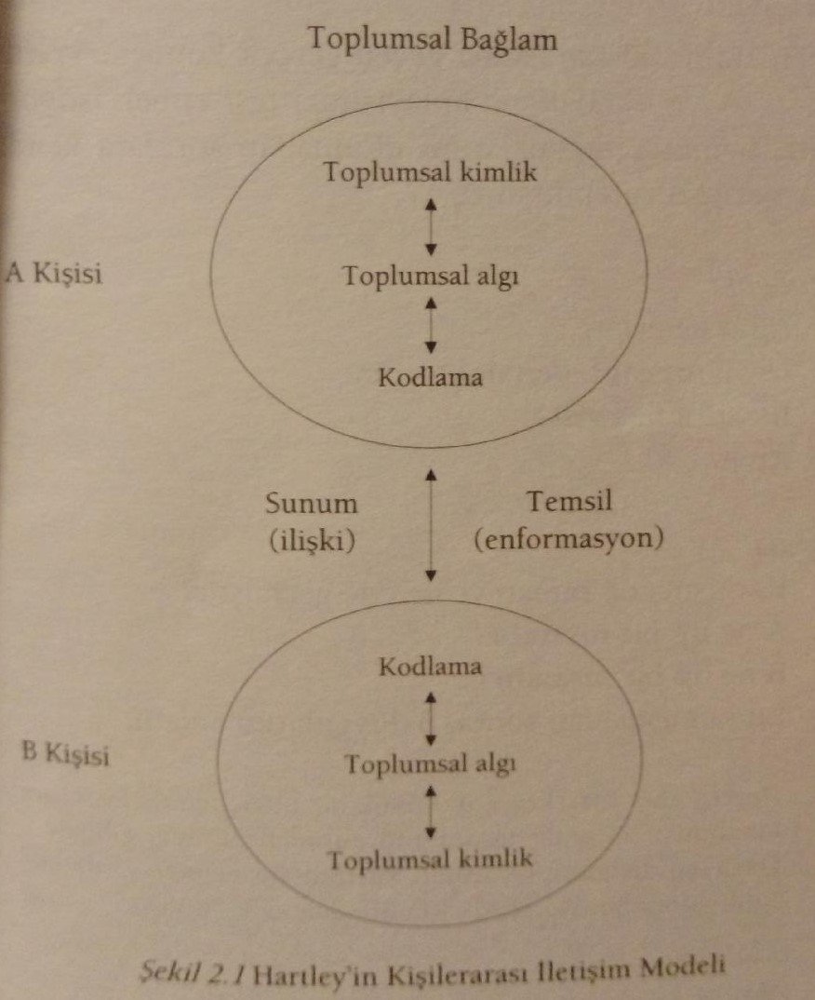 Toplumsal Bağlam
Toplumsal kimlik
A Kişisi
Toplumsal algı
Kodlama
Sunum
(ilişki)
Temsil
(enformasyon)
Kodlama
B Kişisi
Toplumsal algı
Toplumsal kimlik
Şekil 2.1 Hartley'in Kişilerarası İletişim Modeli